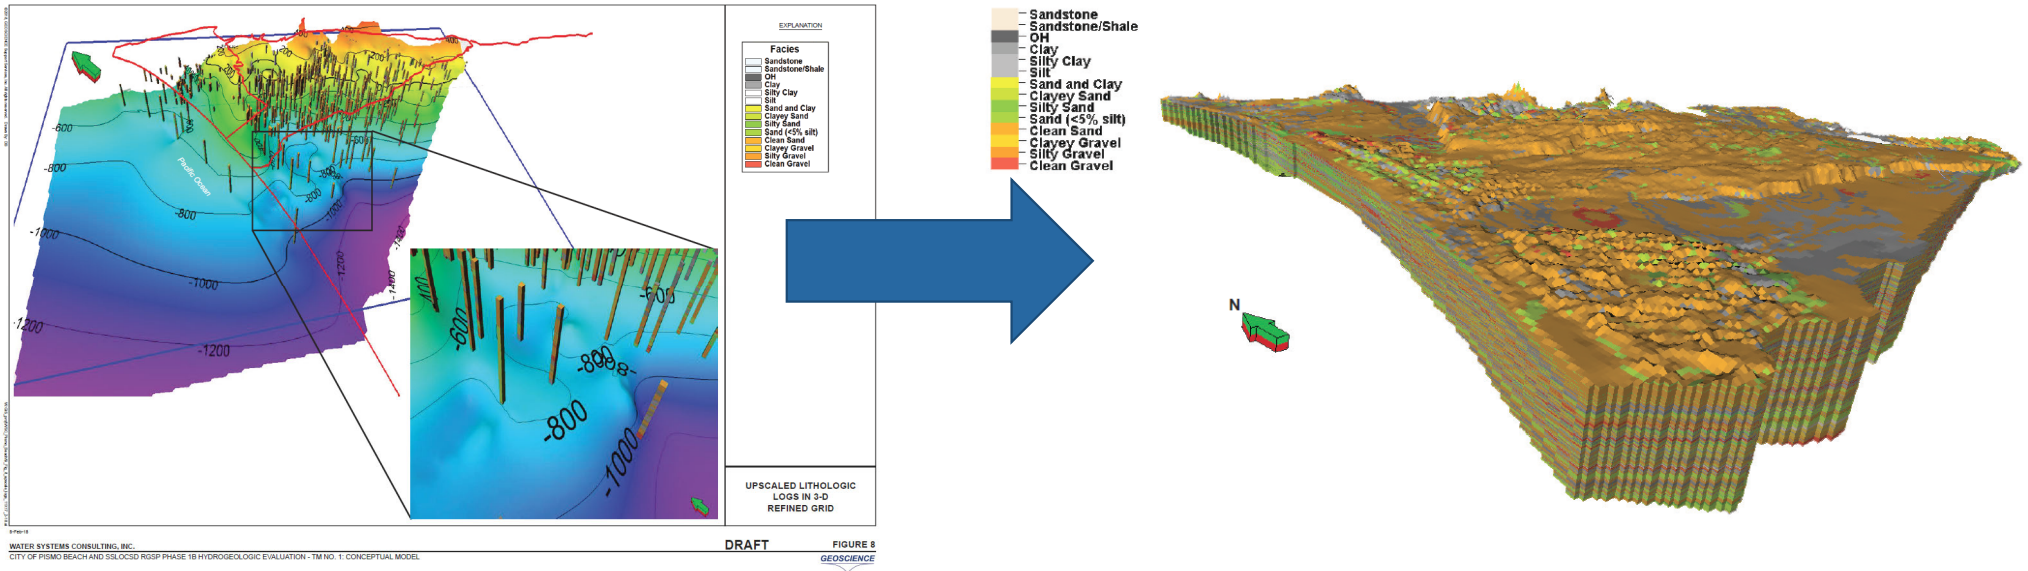 EXPLANATION
Facies
Sandstone
Sandstone/Shale
OH
Clay
Silty Clay
Silt
Sand and Clay
Clayey Sand
Silty Sand
Sand (<5% silt)
Clean Sand
Clayey Gravel
Silty Gravel
Clean Gravel
-600
-800
-800
-1000
-1000
-1200
-1200
Pacific Ocean
-800
-1000
-1200
-1400
-1400
400
-600
-600
-800
-800
-1000
UPSCALED LITHOLOGIC
LOGS IN 3-D
REFINED GRID
WATER SYSTEMS CONSULTING, INC.
CITY OF PISMO BEACH AND SSLOCSD RGSP PHASE 1B HYDROGEOLOGIC EVALUATION - TM NO. 1: CONCEPTUAL MODEL
DRAFT
FIGURE 8
GEOSCIENCE
Sandstone
Sandstone/Shale
OH
Clay
Silty Clay
Silt
Sand and Clay
Clayey Sand
Silty Sand
Sand (<5% silt)
Clean Sand
Clayey Gravel
Silty Gravel
Clean Gravel
N